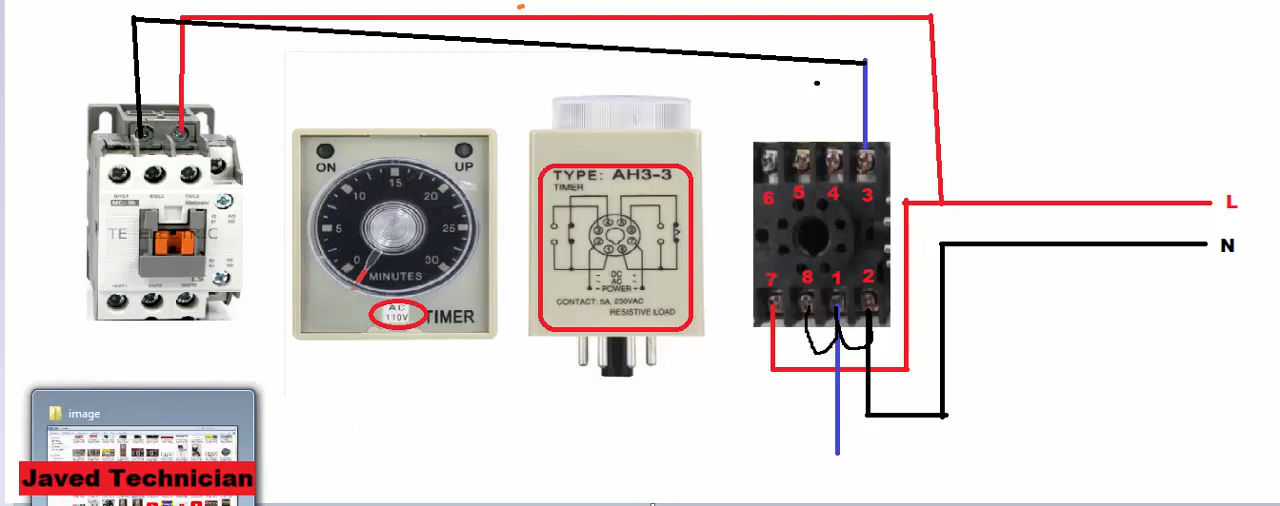 L
N
ON
UP
0
5
10
15
20
25
30
MINUTES
AC
110V
TIMER
TYPE: AH3-3
TIMER
DC
AC
POWER
CONTACT: 5A, 250VAC
RESISTIVE LOAD
6 5 4 3
7 8 1 2
image
Javed Technician